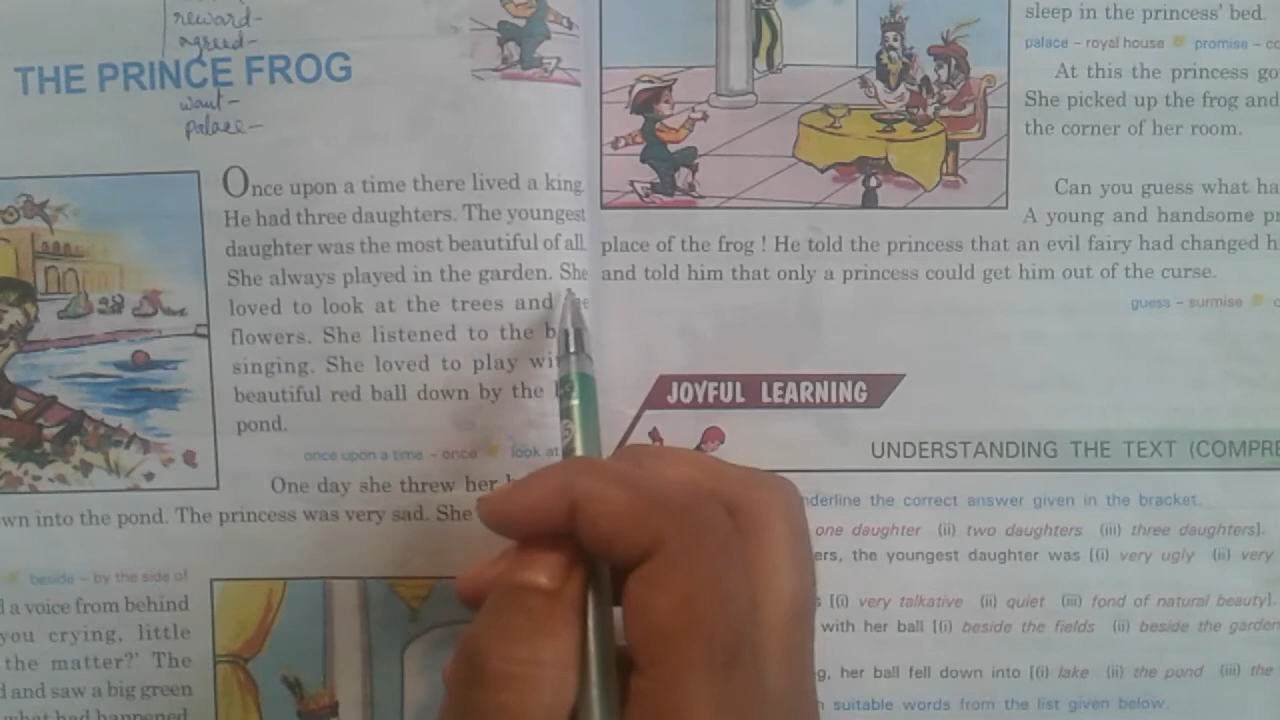 reward-
agreed-
THE PRINCE FROG
want-
palace-
Once upon a time there lived a king.
He had three daughters. The youngest
daughter was the most beautiful of all.
She always played in the garden. She
loved to look at the trees and
flowers. She listened to the
singing. She loved to play
beautiful red ball down by the
pond.
once upon a time – once look at
One day she threw her
into the pond. The princess was very sad. She
beside – by the side of
a voice from behind
you crying, little
the matter?' The
and saw a big green
what had happened
sleep in the princess' bed.
palace – royal house promise –
At this the princess
She picked up the frog and
the corner of her room.
Can you guess what
A young and handsome
place of the frog ! He told the princess that an evil fairy had changed
and told him that only a princess could get him out of the curse.
guess – surmise
JOYFUL LEARNING
UNDERSTANDING THE TEXT
the correct answer given in the bracket.
one daughter (ii) two daughters (iii) three daughters].
the youngest daughter was [(i) very ugly (ii) very
[(i) very talkative (ii) quiet (iii) fond of natural beauty].
with her ball [(i) beside the fields (ii) beside the garden
her ball fell down into [(i) lake (ii) the pond (iii) the
suitable words from the list given below.